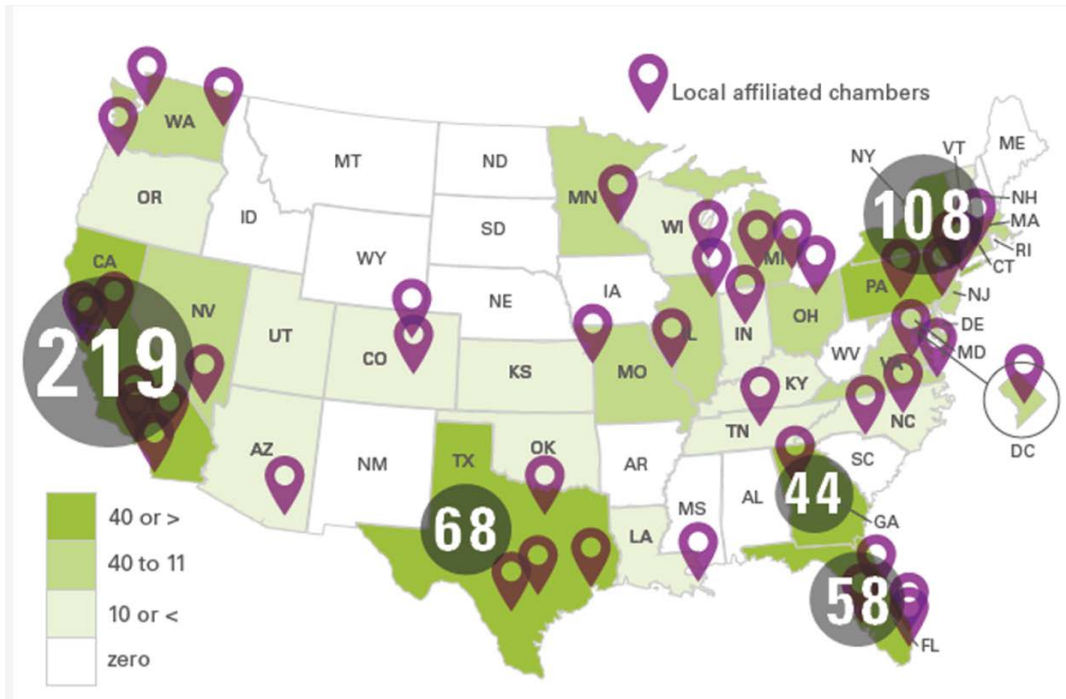 Local affiliated chambers
WA
MT
ND
MN
VT
ME
NY
108
NH
MA
RI
CT
OR
ID
SD
WI
MI
WY
CA
IA
PA
NJ
NE
NV
OH
IN
DE
MD
UT
219
CO
WV
VA
KS
MO
KY
DC
NC
TN
OK
AZ
TX
NM
AR
SC
MS
AL
44
GA
68
LA
40 or >
40 to 11
10 or <
zero
58
FL